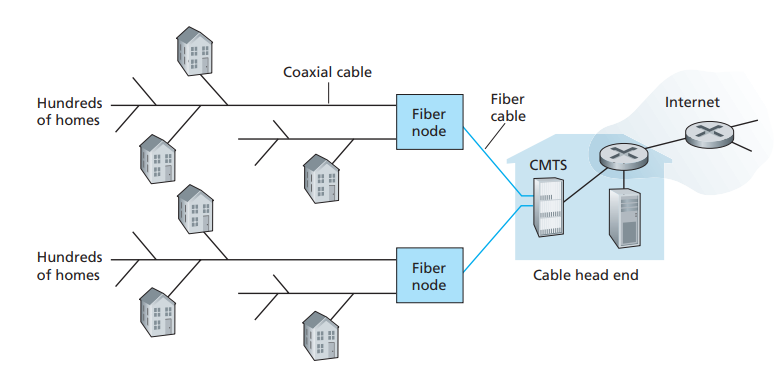 Coaxial cable
Hundreds
of homes
Fiber
node
Fiber
cable
Internet
CMTS
Hundreds
of homes
Fiber
node
Cable head end